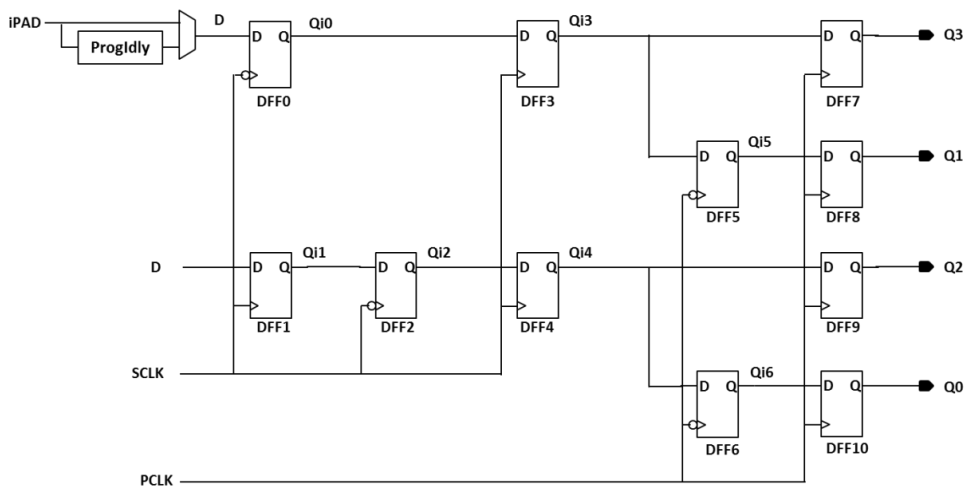 iPAD
ProgIdly
D
D Q
Qi0
DFF0
D Q
Qi3
DFF3
D Q
DFF7
Q3
Qi5
D Q
DFF5
D Q
DFF8
Q1
D
D Q
Qi1
DFF1
D Q
Qi2
DFF2
D Q
Qi4
DFF4
D Q
DFF9
Q2
SCLK
Qi6
D Q
DFF6
D Q
DFF10
Q0
PCLK